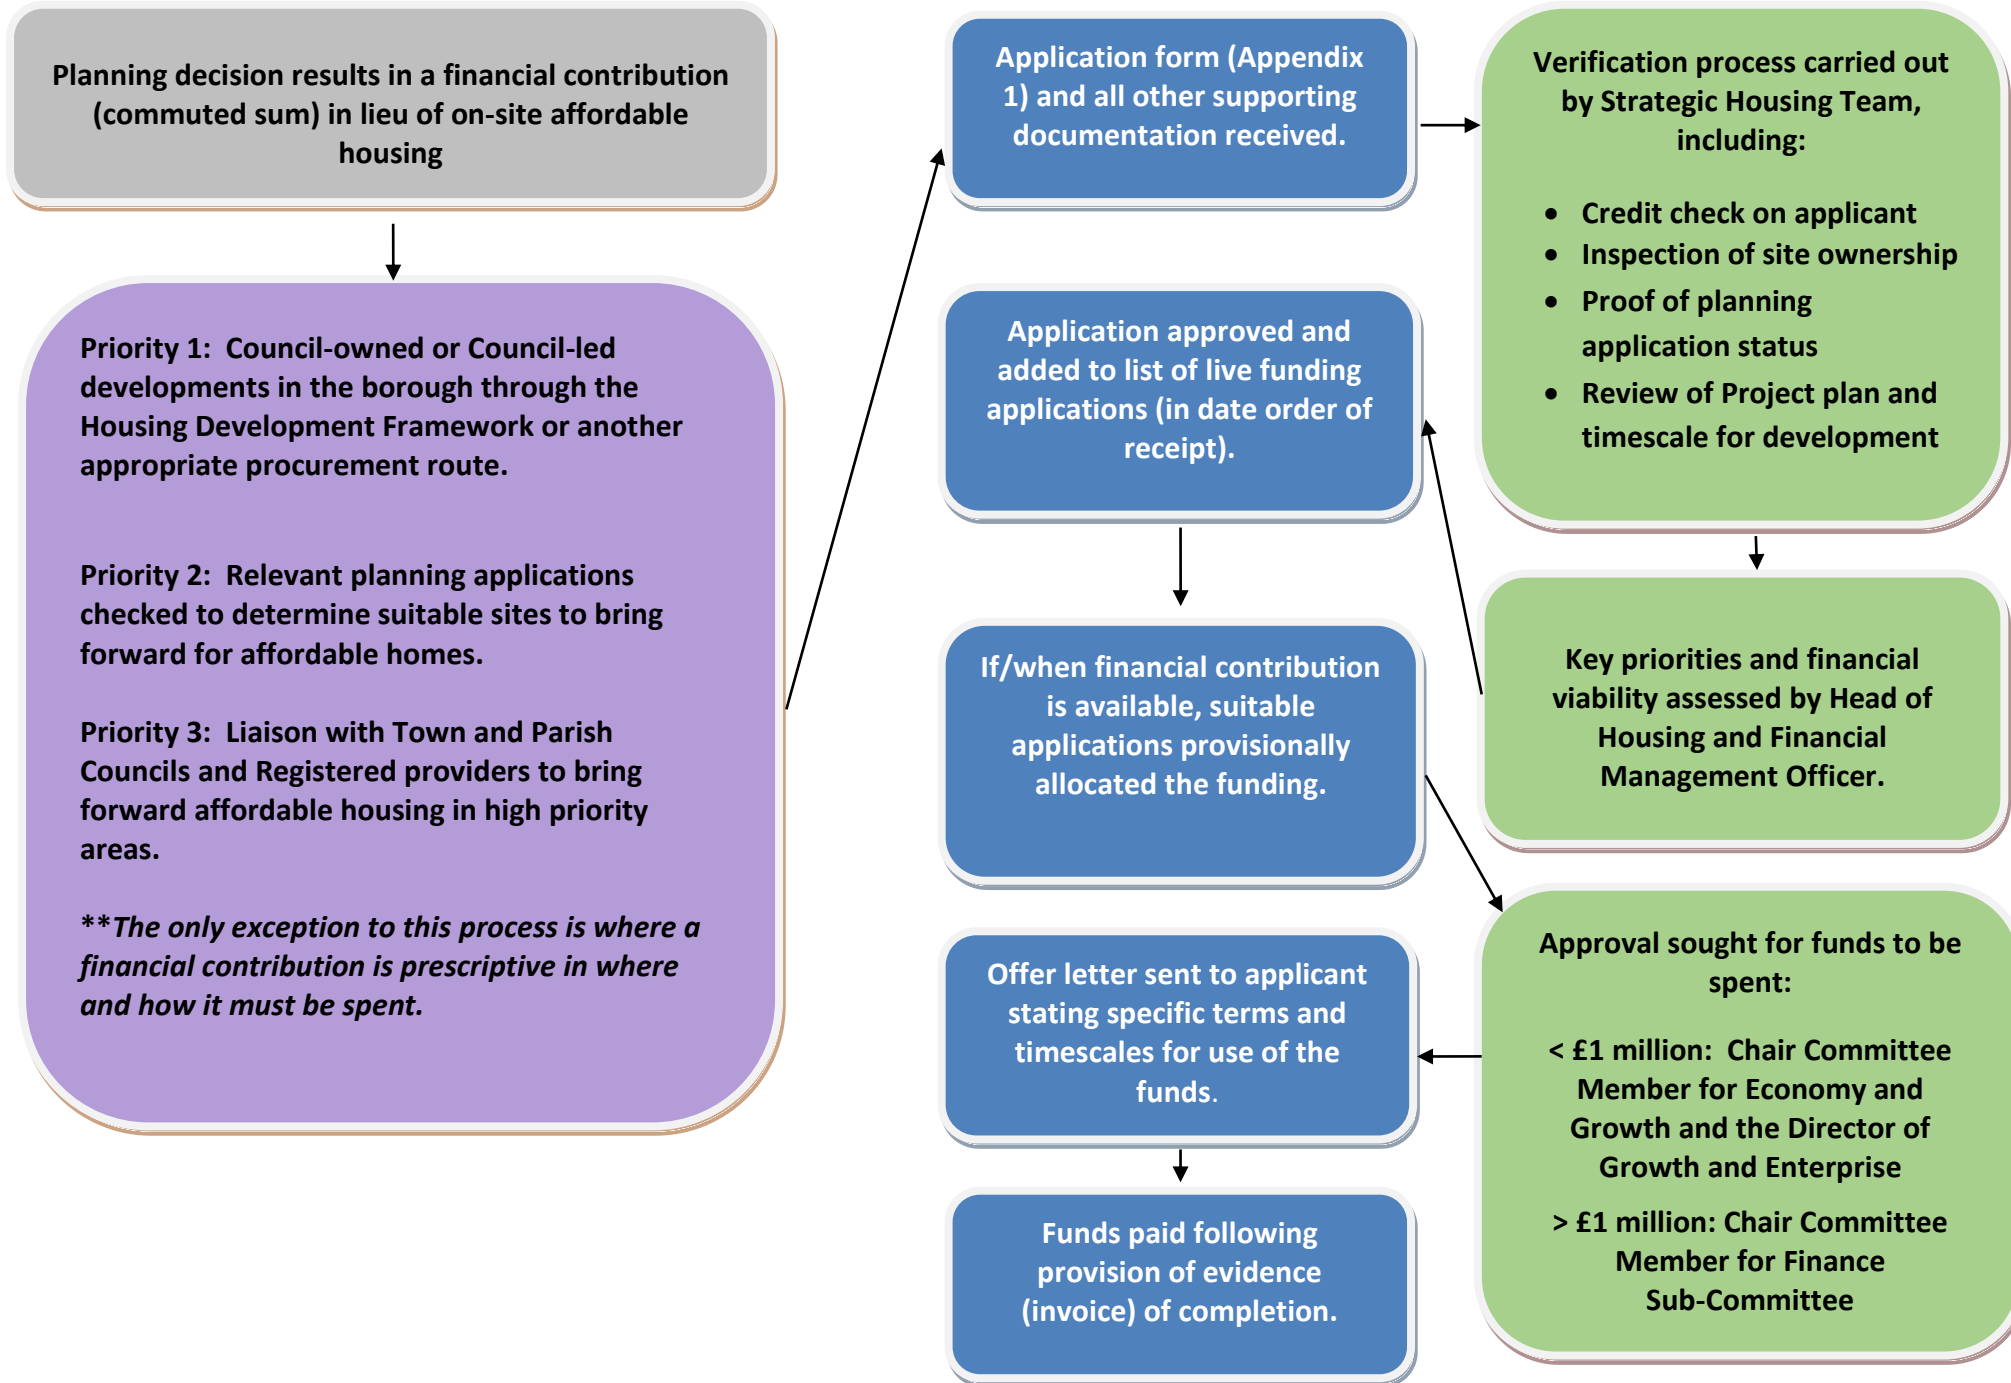 Planning decision results in a financial contribution
(commuted sum) in lieu of on-site affordable
housing
Priority 1:  Council-owned or Council-led
developments in the borough through the
Housing Development Framework or another
appropriate procurement route.
Priority 2:  Relevant planning applications
checked to determine suitable sites to bring
forward for affordable homes.
Priority 3:  Liaison with Town and Parish
Councils and Registered providers to bring
forward affordable housing in high priority
areas.
**The only exception to this process is where a
financial contribution is prescriptive in where
and how it must be spent.
Application form (Appendix
1) and all other supporting
documentation received.
Verification process carried out
by Strategic Housing Team,
including:
• Credit check on applicant
• Inspection of site ownership
• Proof of planning
application status
• Review of Project plan and
timescale for development
Key priorities and financial
viability assessed by Head of
Housing and Financial
Management Officer.
Application approved and
added to list of live funding
applications (in date order of
receipt).
If/when financial contribution
is available, suitable
applications provisionally
allocated the funding.
Approval sought for funds to be
spent:
< £1 million:  Chair Committee
Member for Economy and
Growth and the Director of
Growth and Enterprise
> £1 million: Chair Committee
Member for Finance
Sub-Committee
Offer letter sent to applicant
stating specific terms and
timescales for use of the
funds.
Funds paid following
provision of evidence
(invoice) of completion.